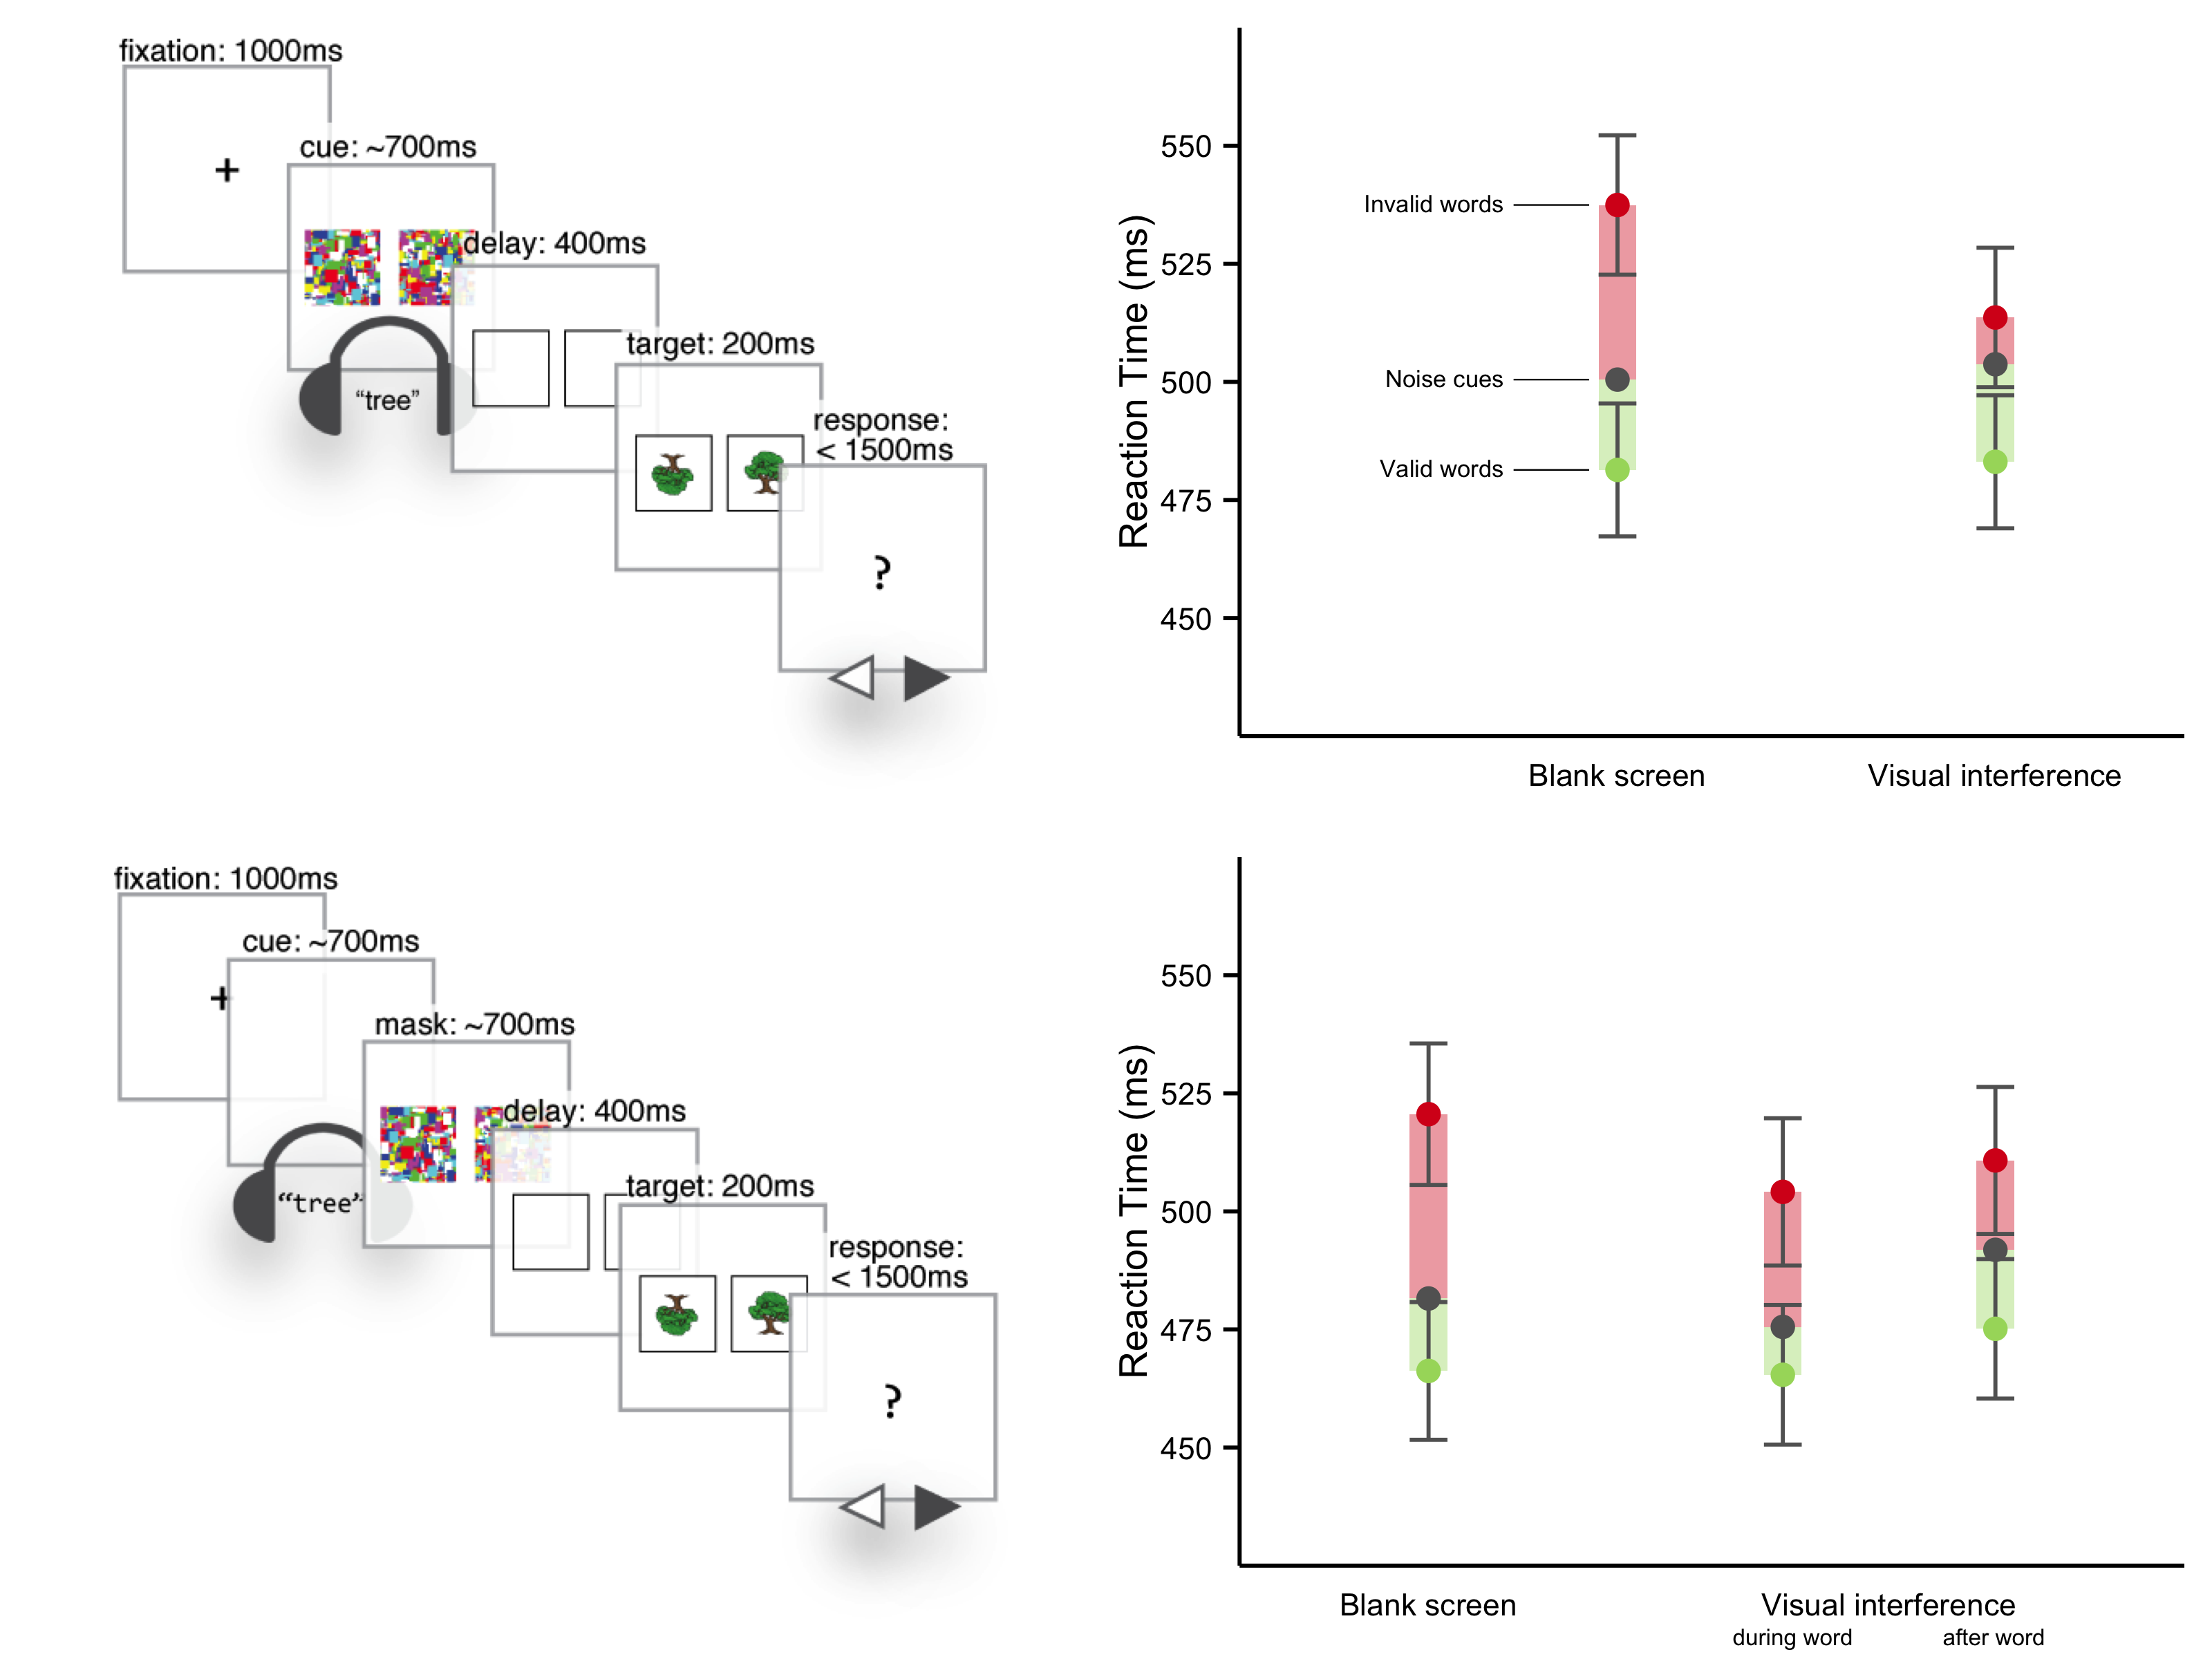 fixation: 1000ms
+
cue: ~700ms
“tree”
delay: 400ms
target: 200ms
response:
< 1500ms
?
Reaction Time (ms)
550
525
500
475
450
Invalid words
Noise cues
Valid words
Blank screen
Visual interference
fixation: 1000ms
+
cue: ~700ms
“tree”
mask: ~700ms
delay: 400ms
target: 200ms
response:
< 1500ms
?
Reaction Time (ms)
550
525
500
475
450
Blank screen
Visual interference
during word
after word